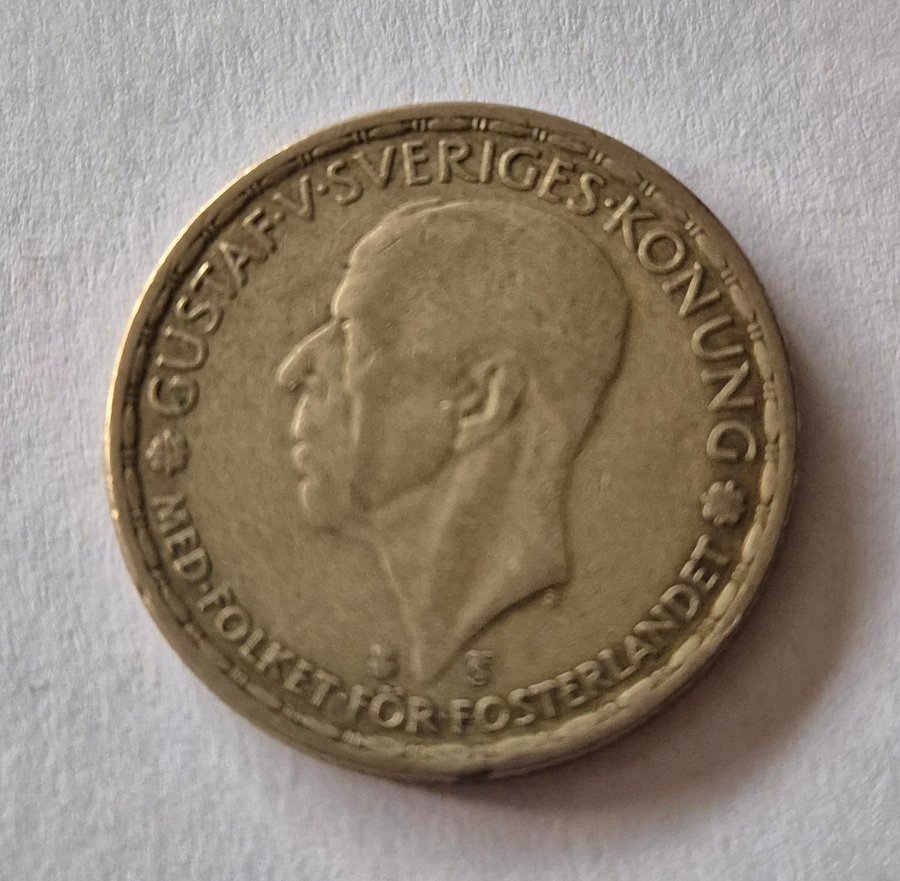 GUSTAF·V·SVERIGES·KONUNG
MED·FOLKET·FÖR·FOSTERLANDET